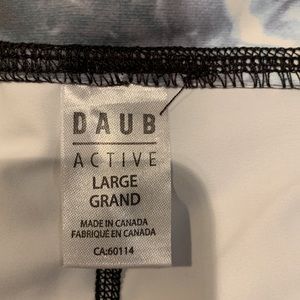 DAUB
ACTIVE
LARGE
GRAND
MADE IN CANADA
FABRIQUÉ EN CANADA
CA:60114